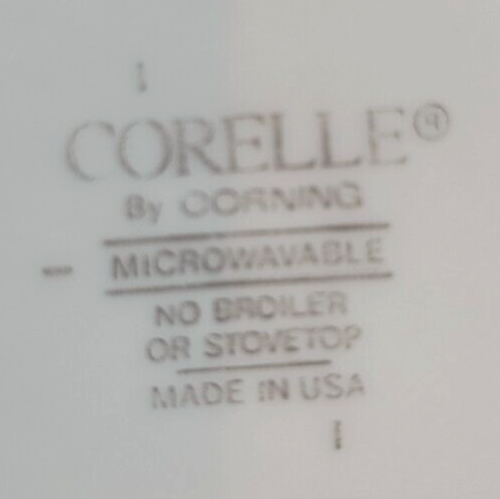 CORELLE®
By CORNING
MICROWAVABLE
NO BROILER
OR STOVETOP
MADE IN USA